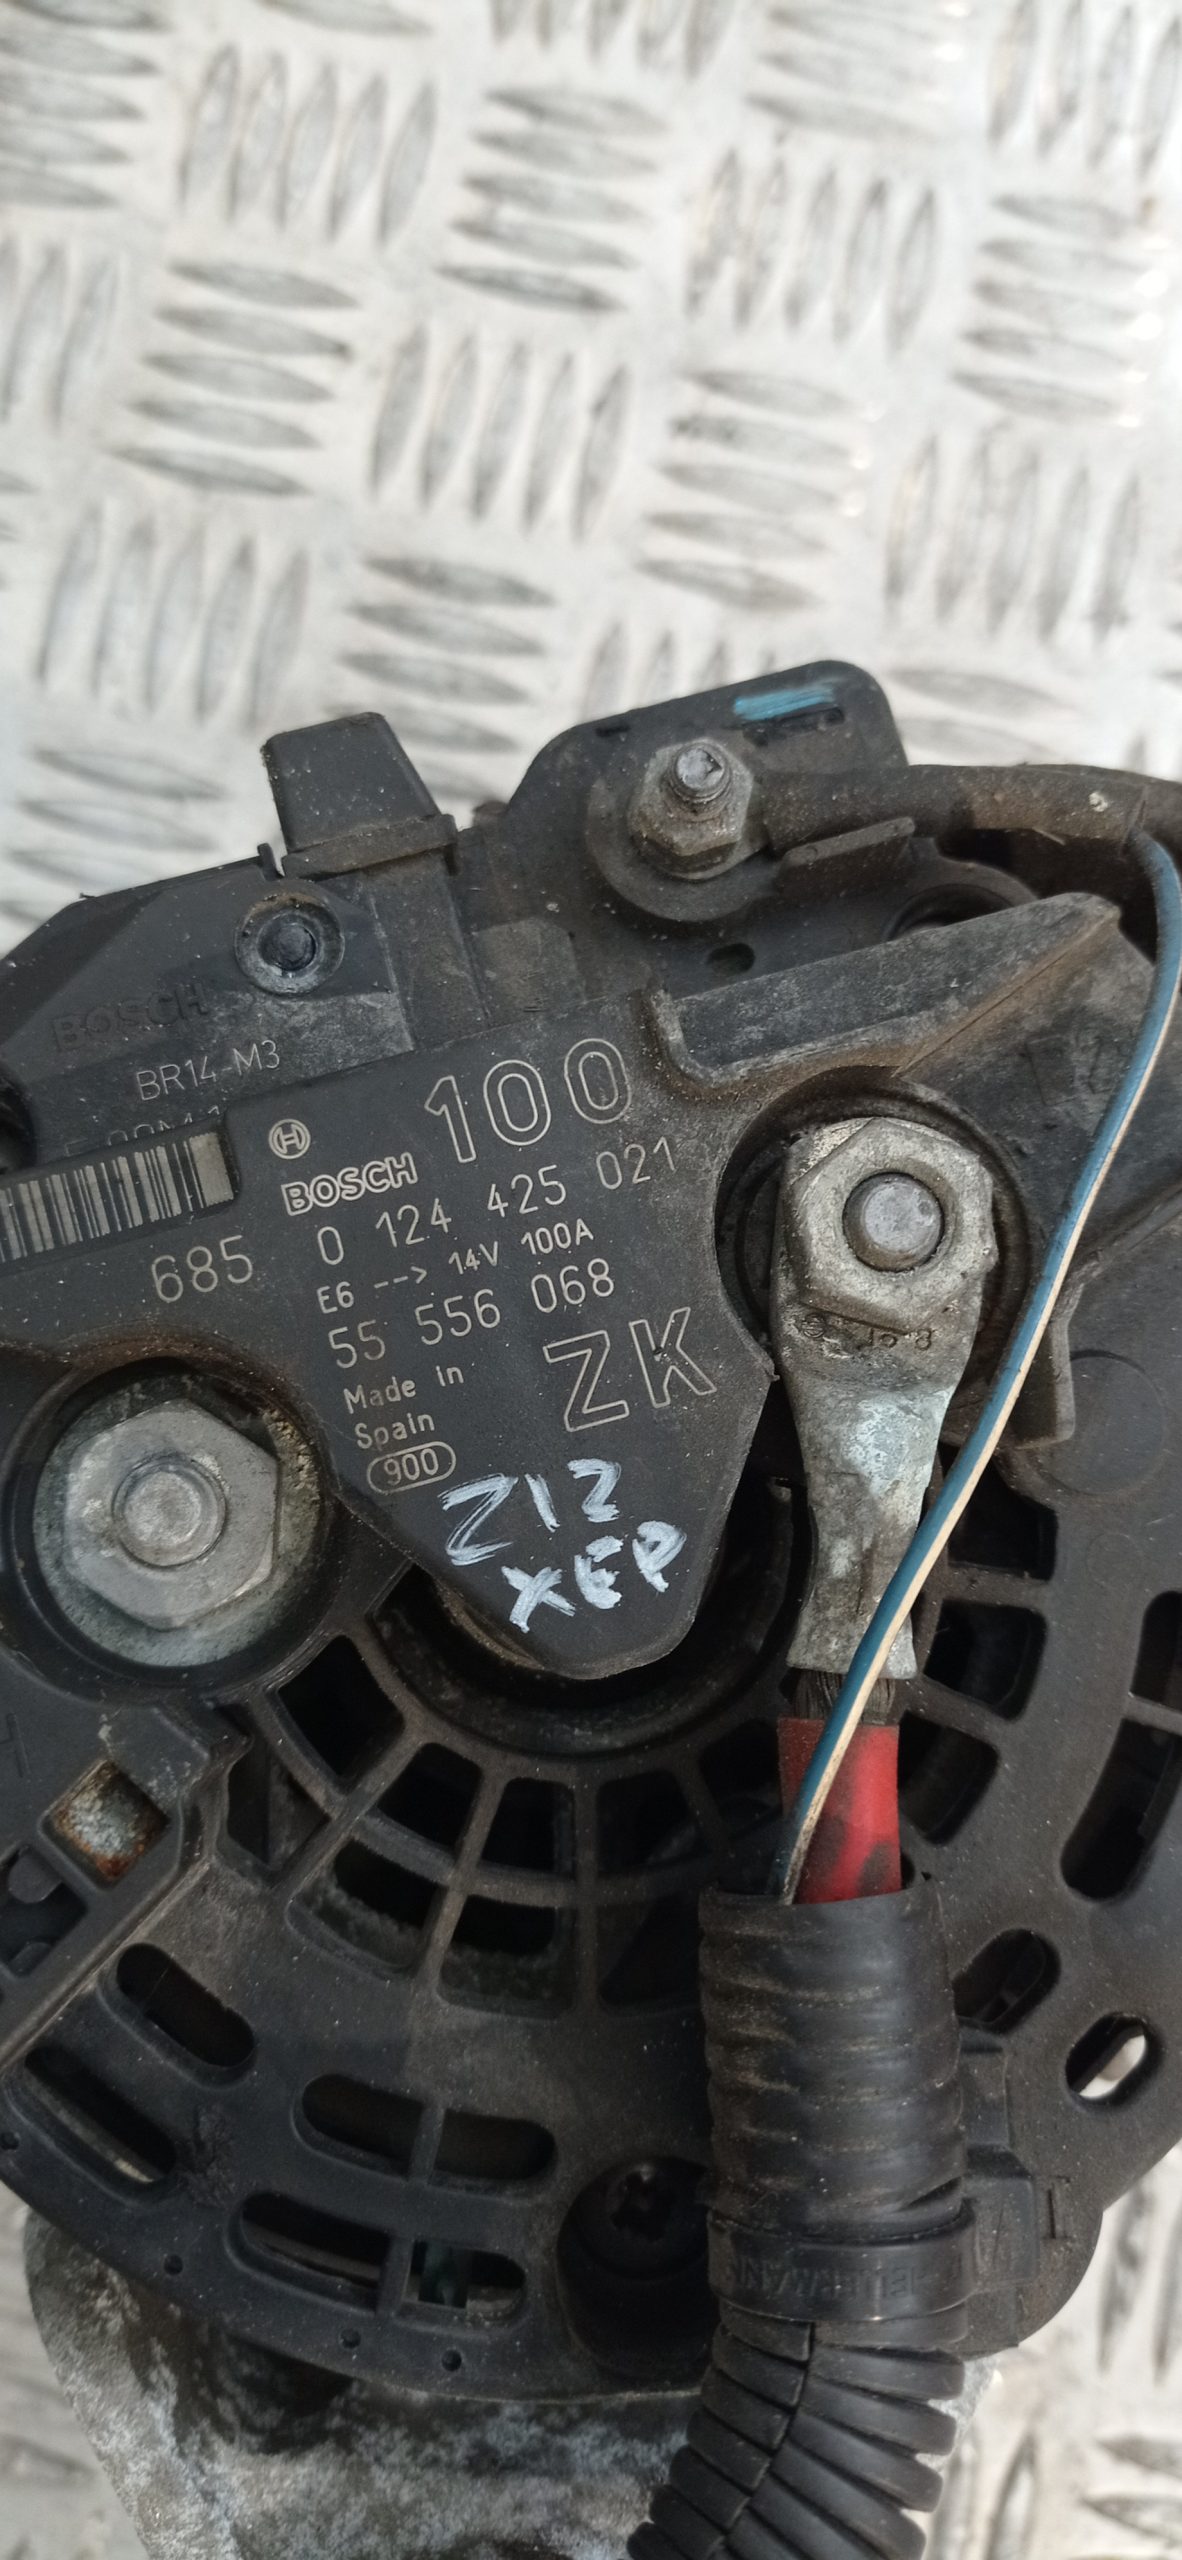 BOSCH
BR14-M3
100
BOSCH
685 0 124 425 021
E6 --> 14V 100A
55 556 068
Made in
Spain
ZK
900
Z12
XEP